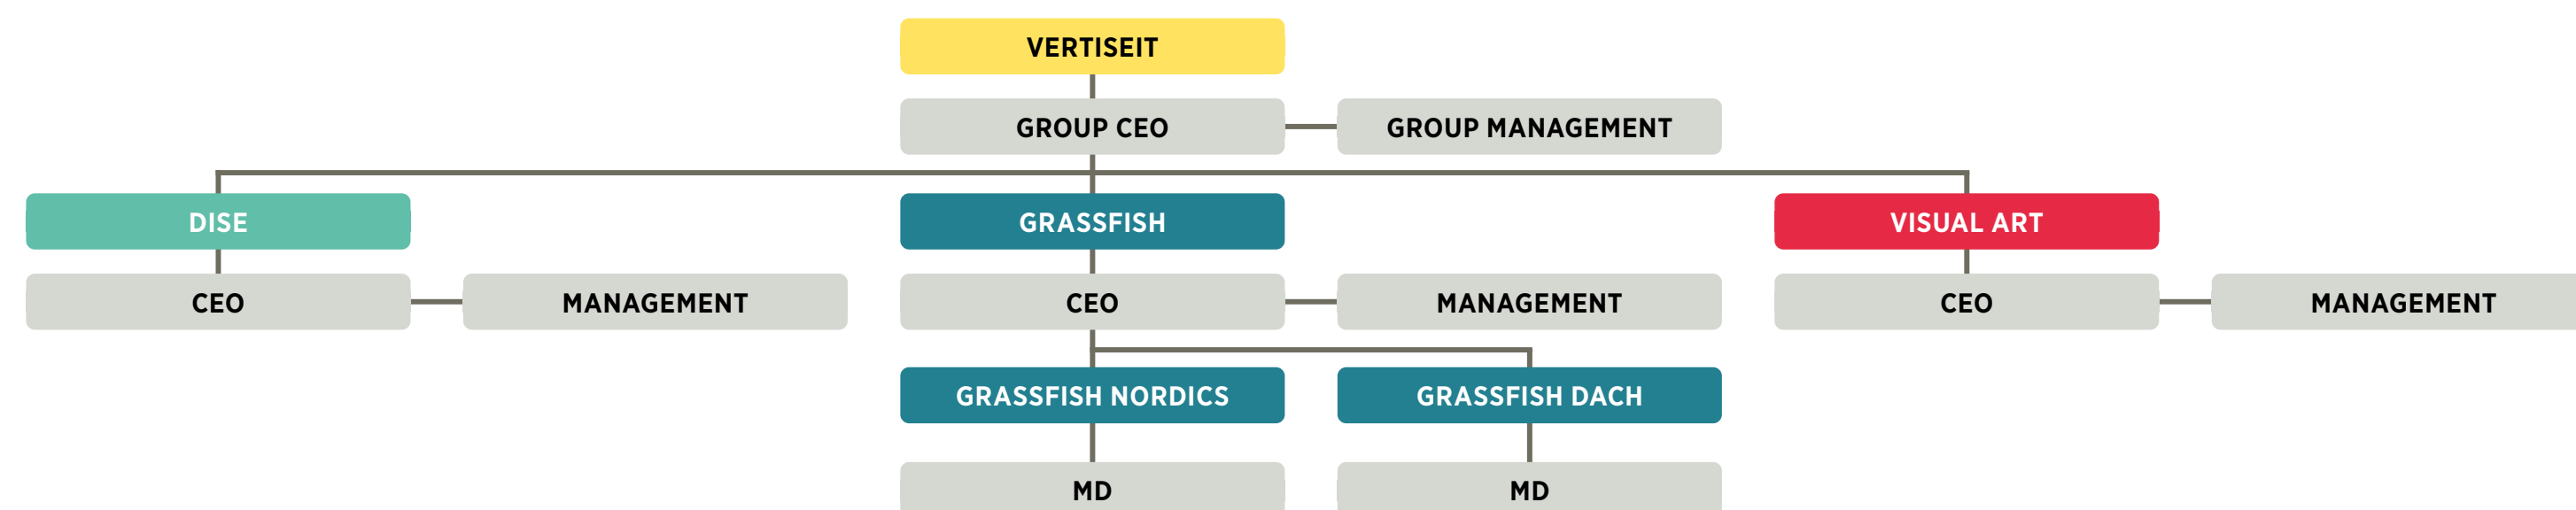 VERTISEIT
GROUP CEO
GROUP MANAGEMENT
DISE
GRASSFISH
VISUAL ART
CEO
MANAGEMENT
CEO
MANAGEMENT
CEO
MANAGEMENT
GRASSFISH NORDICS
GRASSFISH DACH
MD
MD